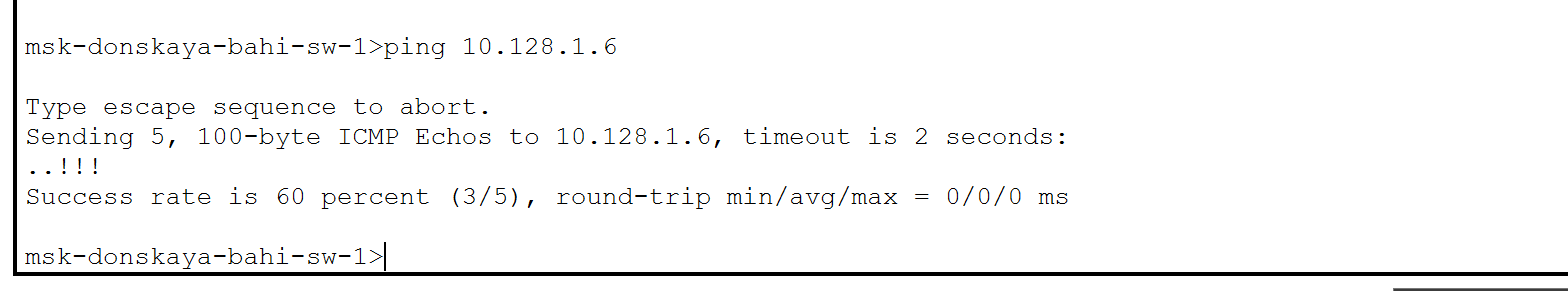 msk-donskaya-bahi-sw-1>ping 10.128.1.6
Type escape sequence to abort.
Sending 5, 100-byte ICMP Echos to 10.128.1.6, timeout is 2 seconds:
..!!!
Success rate is 60 percent (3/5), round-trip min/avg/max = 0/0/0 ms
msk-donskaya-bahi-sw-1>